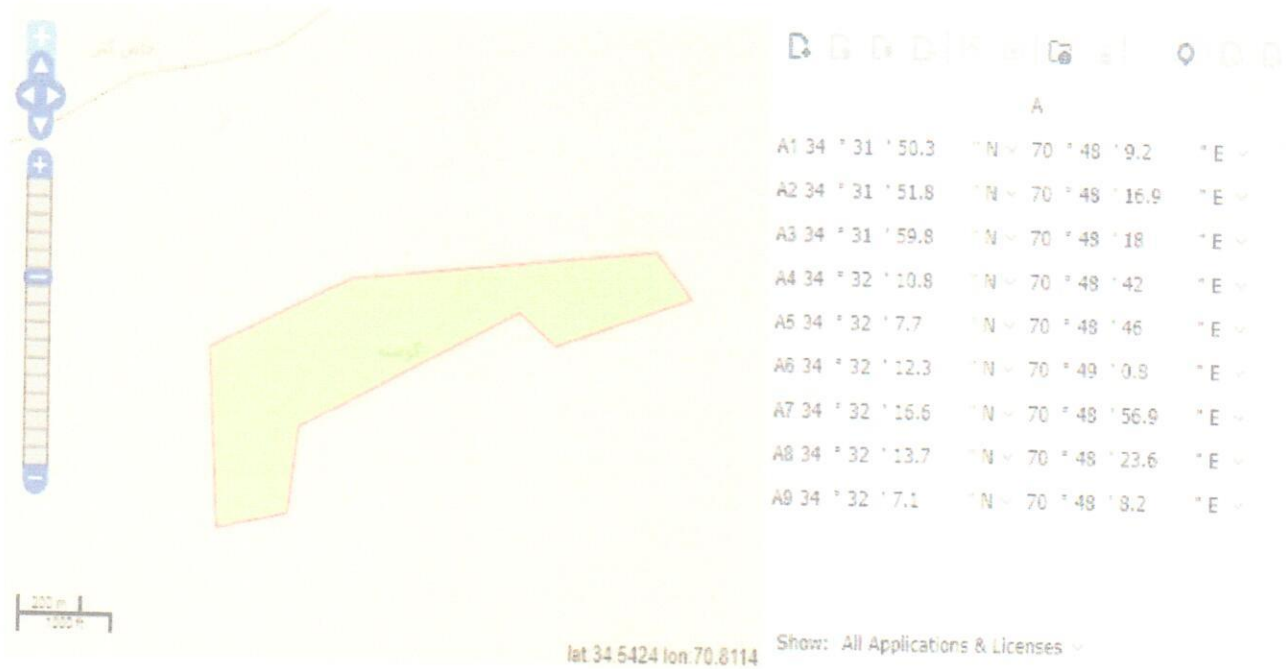 A
A1 34 ° 31 ' 50.3 " N 70 ° 48 ' 9.2 " E
A2 34 ° 31 ' 51.8 " N 70 ° 48 ' 16.9 " E
A3 34 ° 31 ' 59.8 " N 70 ° 48 ' 18 " E
A4 34 ° 32 ' 10.8 " N 70 ° 48 ' 42 " E
A5 34 ° 32 ' 7.7 " N 70 ° 48 ' 46 " E
A6 34 ° 32 ' 12.3 " N 70 ° 49 ' 0.8 " E
A7 34 ° 32 ' 16.6 " N 70 ° 48 ' 56.9 " E
A8 34 ° 32 ' 13.7 " N 70 ° 48 ' 23.6 " E
A9 34 ° 32 ' 7.1 " N 70 ° 48 ' 8.2 " E
200 m
1000 ft
lat:34.5424 lon:70.8114
Show: All Applications & Licenses